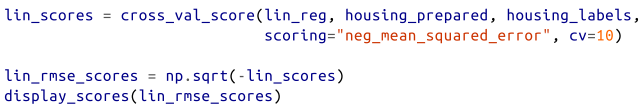 lin_scores = cross_val_score(lin_reg, housing_prepared, housing_labels,
                             scoring="neg_mean_squared_error", cv=10)
lin_rmse_scores = np.sqrt(-lin_scores)
display_scores(lin_rmse_scores)